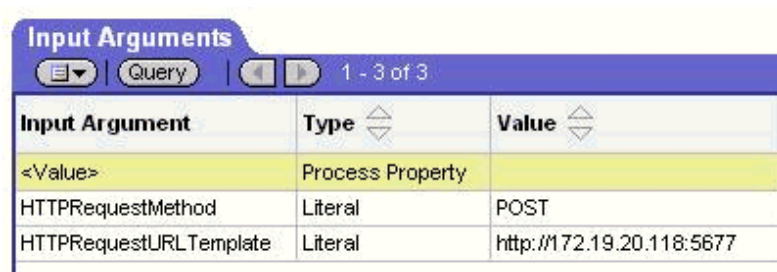 Input Arguments
Query 1 - 3 of 3
Input Argument Type Value
<Value> Process Property
HTTPRequestMethod Literal POST
HTTPRequestURLTemplate Literal http://172.19.20.118:5677